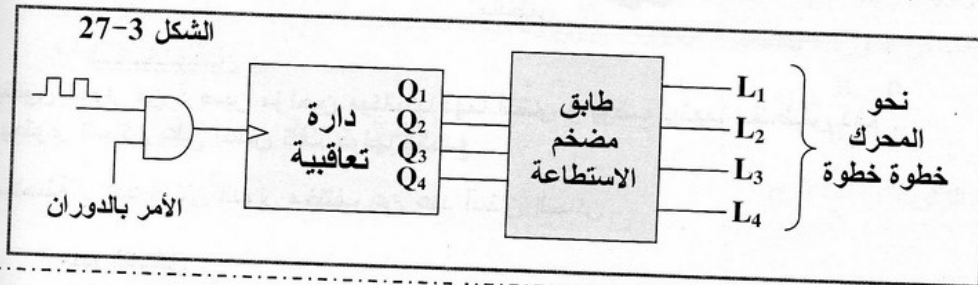 الشكل 3-27
Q1
Q2
Q3
Q4
دارة
تعاقبية
طابق
مضخم
الاستطاعة
L1
L2
L3
L4
نحو
المحرك
خطوة خطوة
الأمر بالدوران